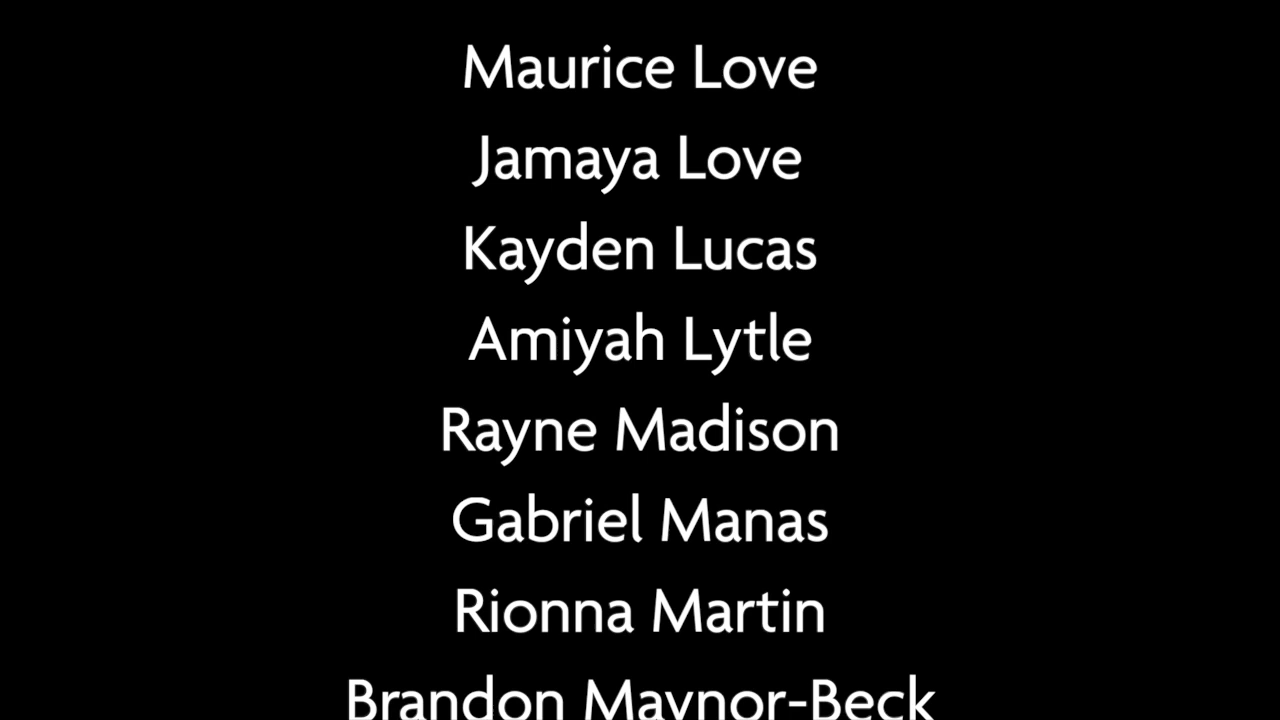 Maurice Love
Jamaya Love
Kayden Lucas
Amiyah Lytle
Rayne Madison
Gabriel Manas
Rionna Martin
Brandon Maynor-Beck